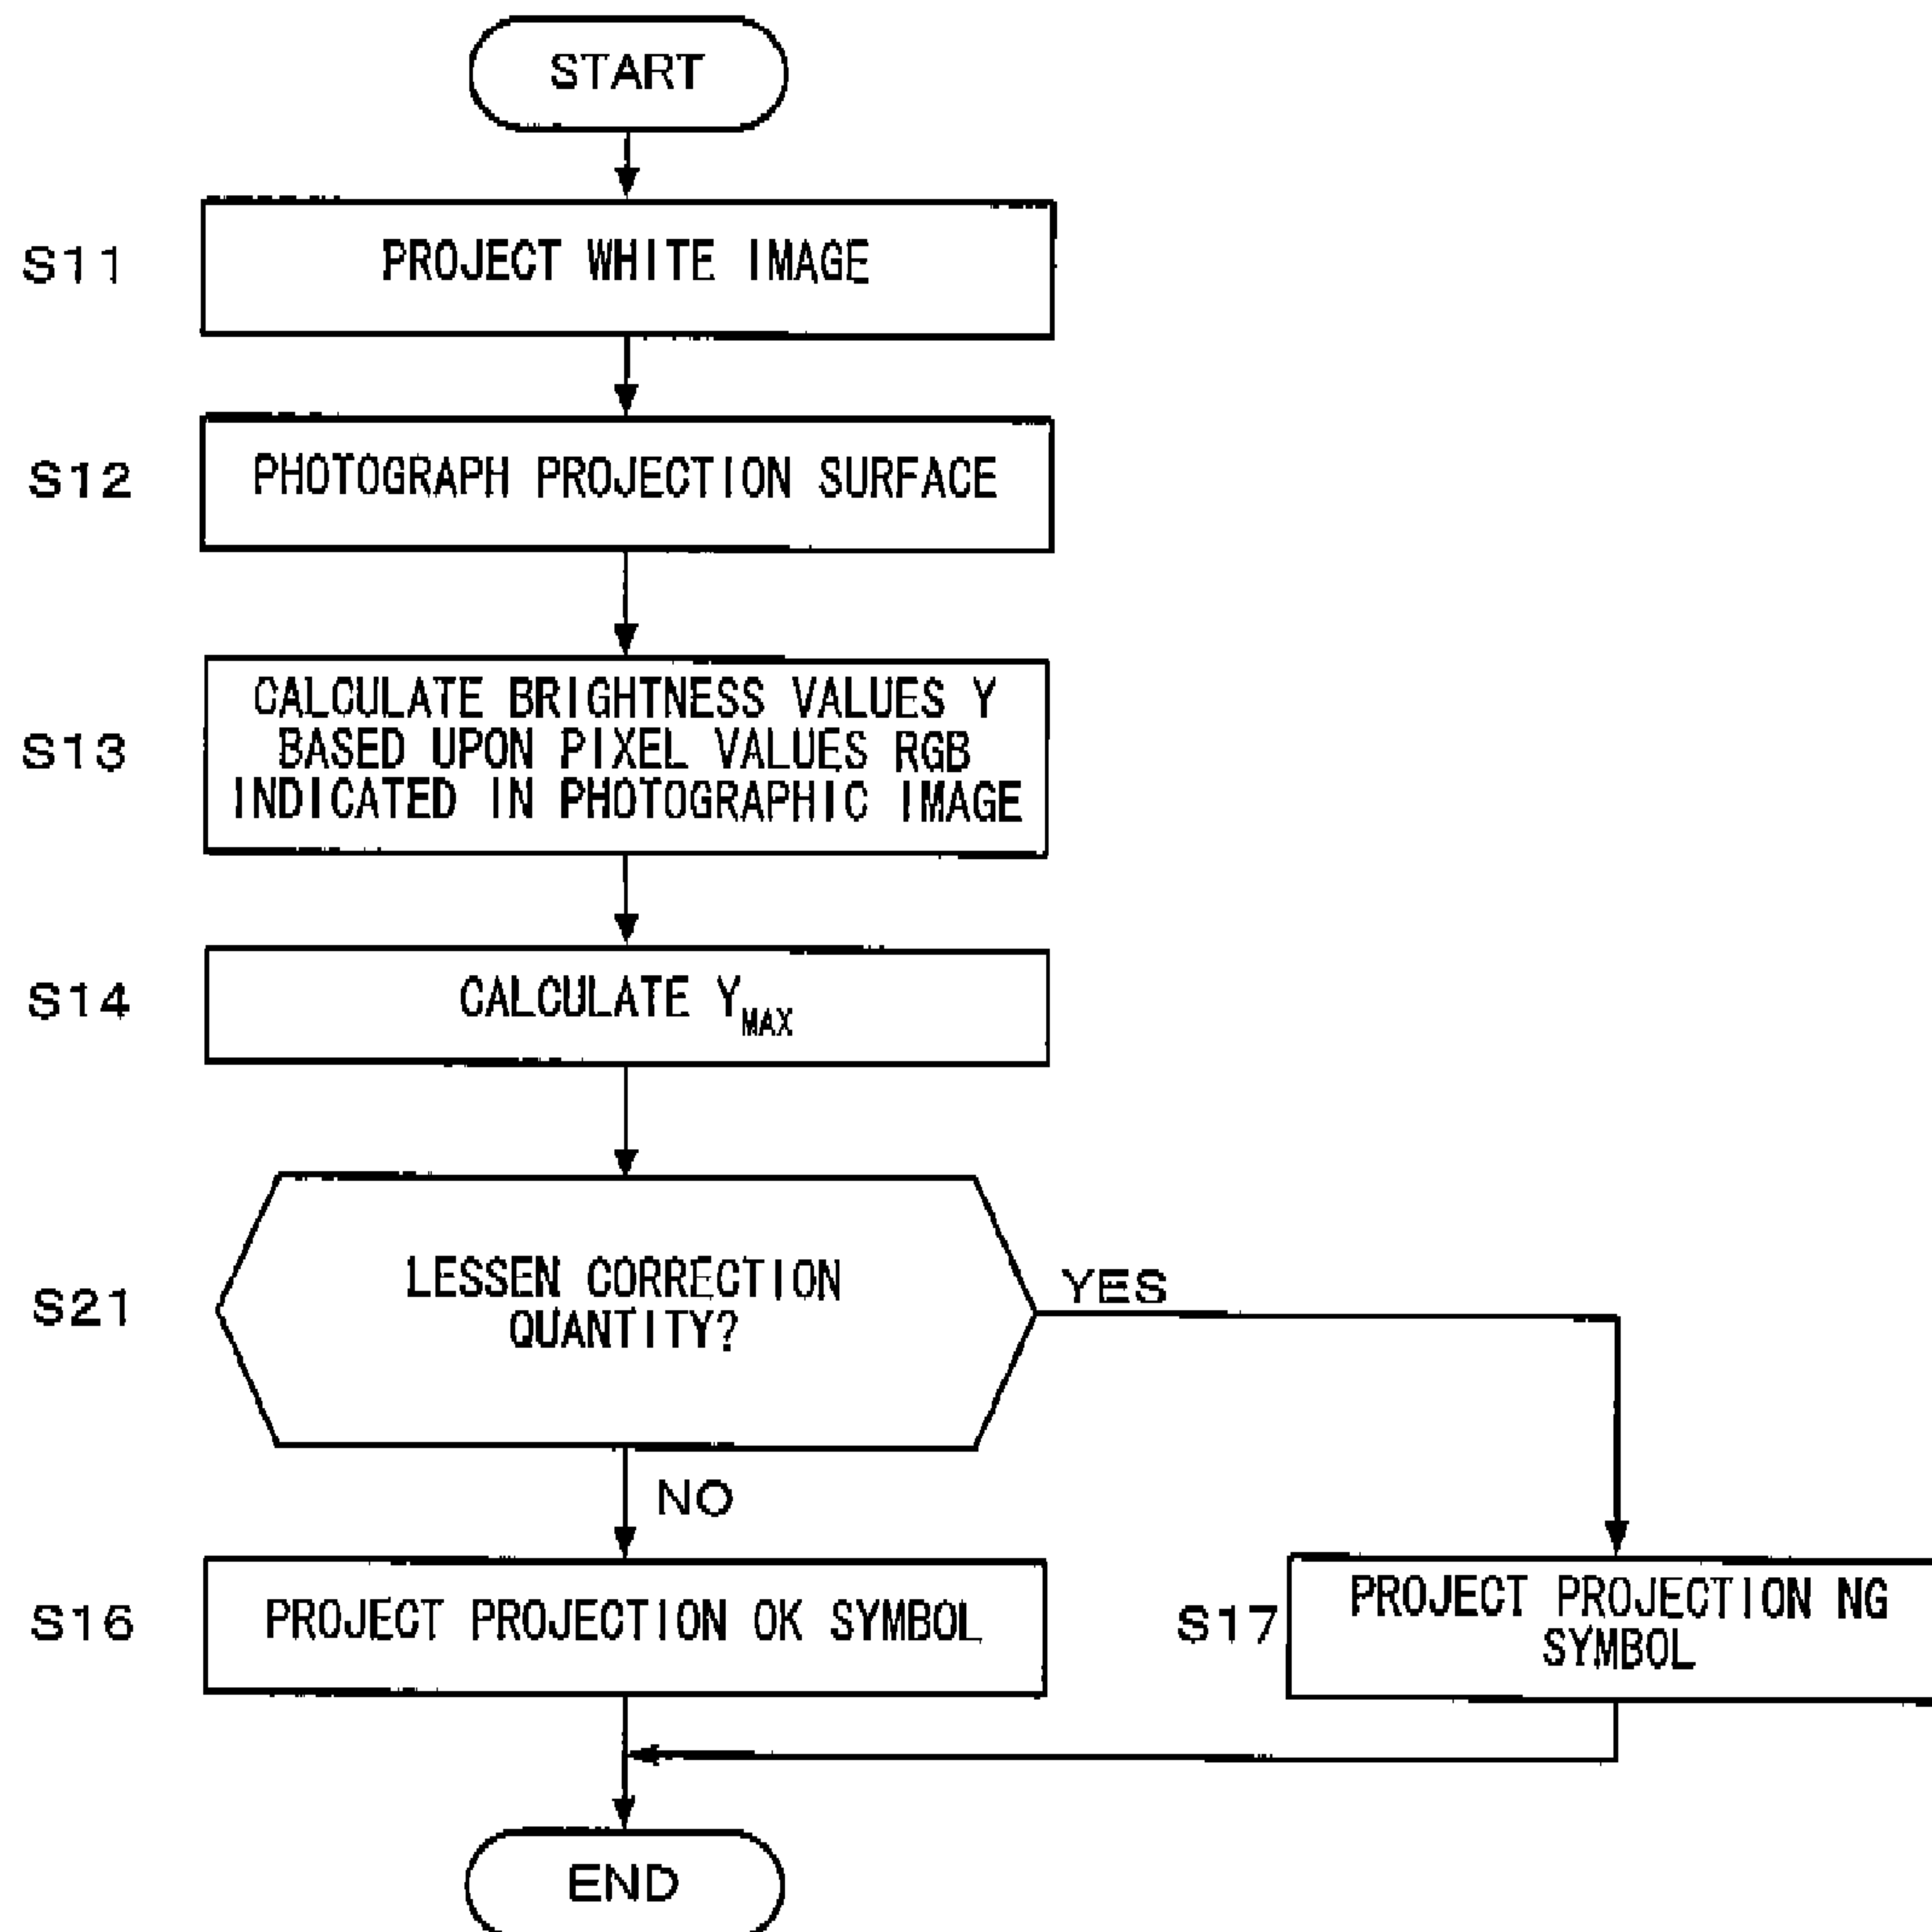 START
S11
PROJECT WHITE IMAGE
S12
PHOTOGRAPH PROJECTION SURFACE
S13
CALCULATE BRIGHTNESS VALUES Y
BASED UPON PIXEL VALUES RGB
INDICATED IN PHOTOGRAPHIC IMAGE
S14
CALCULATE Y_MAX
S21
LESSEN CORRECTION
QUANTITY?
YES
NO
S16
PROJECT PROJECTION OK SYMBOL
S17
PROJECT PROJECTION NG
SYMBOL
END